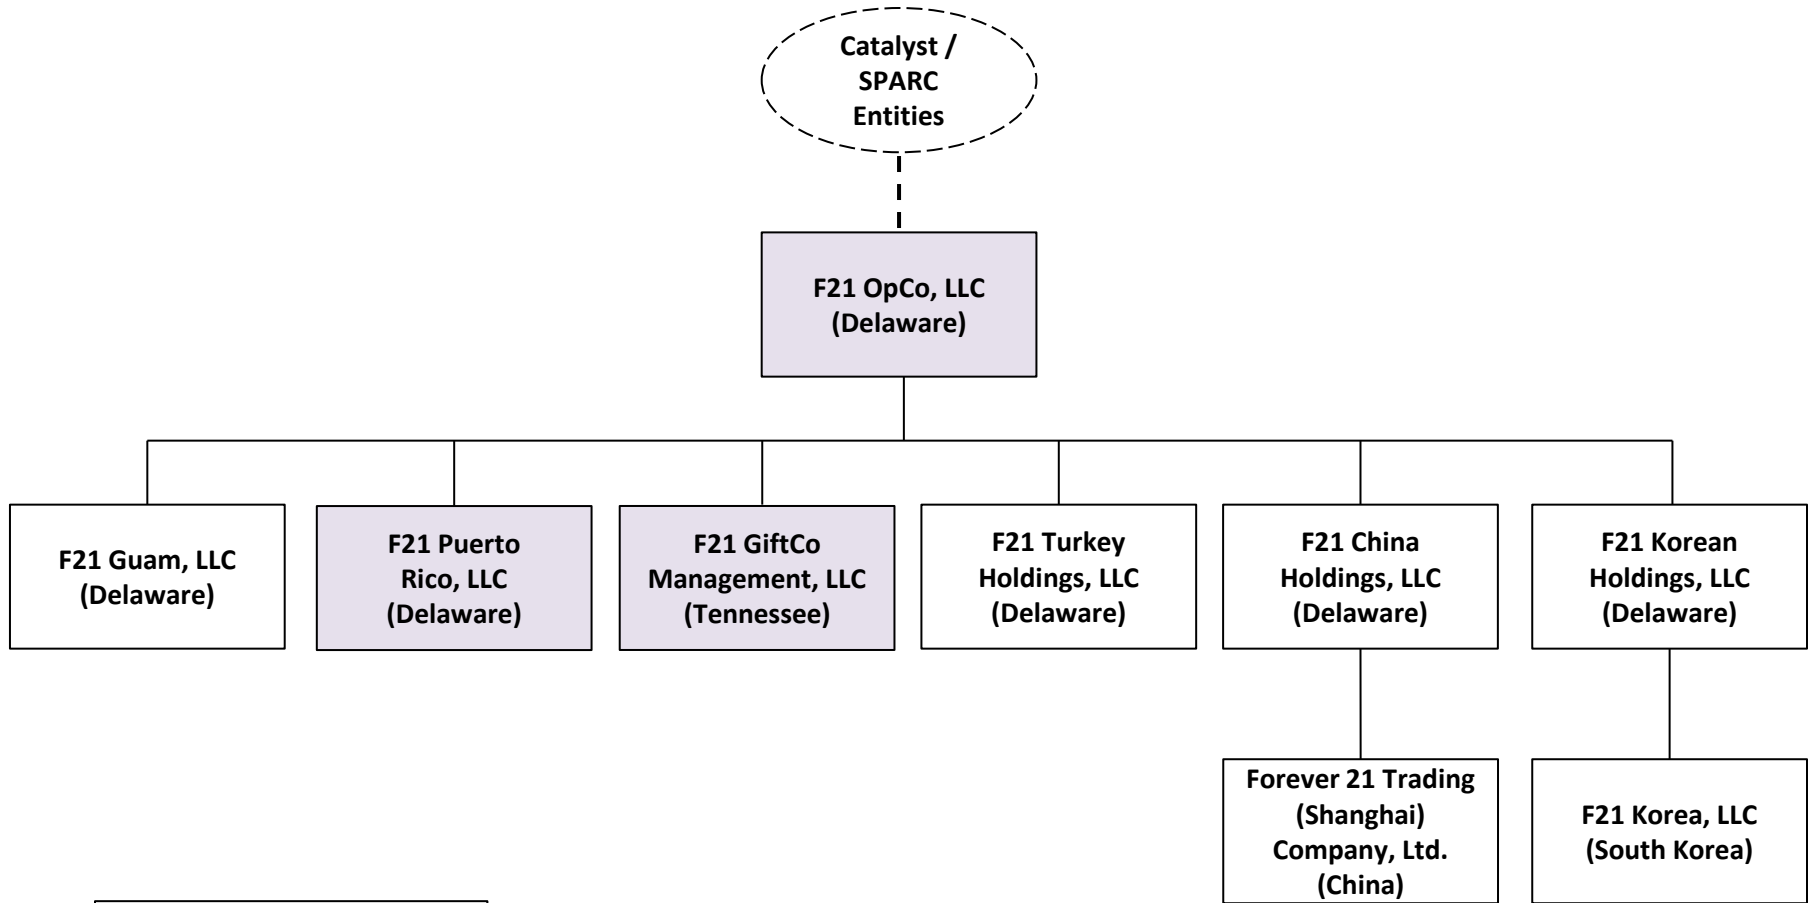 Catalyst /
SPARC
Entities
F21 OpCo, LLC
(Delaware)
F21 Guam, LLC
(Delaware)
F21 Puerto
Rico, LLC
(Delaware)
F21 GiftCo
Management, LLC
(Tennessee)
F21 Turkey
Holdings, LLC
(Delaware)
F21 China
Holdings, LLC
(Delaware)
F21 Korean
Holdings, LLC
(Delaware)
Forever 21 Trading
(Shanghai)
Company, Ltd.
(China)
F21 Korea, LLC
(South Korea)